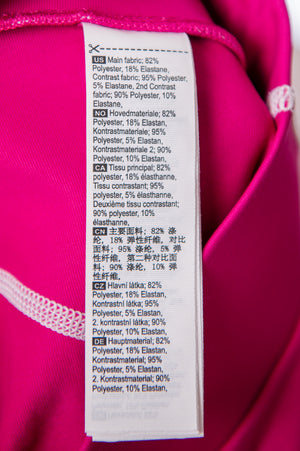 US Main fabric; 82%
Polyester, 18% Elastane,
Contrast fabric; 95% Polyester,
5% Elastane, 2nd Contrast
fabric; 90% Polyester, 10%
Elastane,
NO Hovedmateriale; 82%
Polyester, 18% Elastan,
Kontrastmateriale; 95%
Polyester, 5% Elastan,
Kontrastmateriale 2; 90%
Polyester, 10% Elastan,
CA Tissu principal; 82%
Polyester, 18% élasthanne,
Tissu contrastant; 95%
polyester, 5% élasthanne,
Deuxième tissu contrastant;
90% polyester, 10%
élasthanne,
CN 主要面料; 82% 涤
纶, 18% 弹性纤维, 对比
面料; 95% 涤纶, 5% 弹
性纤维, 第二种对比面
料; 90% 涤纶, 10% 弹
性纤维,
CZ Hlavní látka; 82%
Polyester, 18% Elastan,
Kontrastní látka; 95%
Polyester, 5% Elastan,
2. kontrastní látka; 90%
Polyester, 10% Elastan,
DE Hauptmaterial; 82%
Polyester, 18% Elastan,
Kontrastmaterial; 95%
Polyester, 5% Elastan,
2. Kontrastmaterial; 90%
Polyester, 10% Elastan,